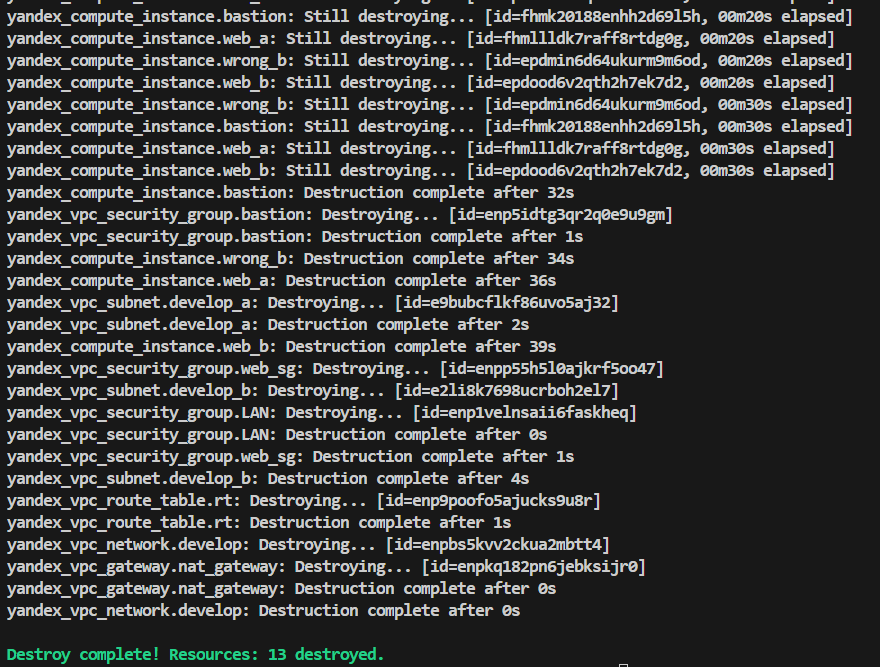 yandex_compute_instance.bastion: Still destroying... [id=fhmk20188enhh2d69l5h, 00m20s elapsed]
yandex_compute_instance.web_a: Still destroying... [id=fhmllldk7raff8rtdg0g, 00m20s elapsed]
yandex_compute_instance.wrong_b: Still destroying... [id=epdmin6d64ukurm9m6od, 00m20s elapsed]
yandex_compute_instance.web_b: Still destroying... [id=epdood6v2qth2h7ek7d2, 00m20s elapsed]
yandex_compute_instance.wrong_b: Still destroying... [id=epdmin6d64ukurm9m6od, 00m30s elapsed]
yandex_compute_instance.bastion: Still destroying... [id=fhmk20188enhh2d69l5h, 00m30s elapsed]
yandex_compute_instance.web_a: Still destroying... [id=fhmllldk7raff8rtdg0g, 00m30s elapsed]
yandex_compute_instance.web_b: Still destroying... [id=epdood6v2qth2h7ek7d2, 00m30s elapsed]
yandex_compute_instance.bastion: Destruction complete after 32s
yandex_vpc_security_group.bastion: Destroying... [id=enp5idtg3qr2q0e9u9gm]
yandex_vpc_security_group.bastion: Destruction complete after 1s
yandex_compute_instance.wrong_b: Destruction complete after 34s
yandex_compute_instance.web_a: Destruction complete after 36s
yandex_vpc_subnet.develop_a: Destroying... [id=e9bubcflkf86uvo5aj32]
yandex_vpc_subnet.develop_a: Destruction complete after 2s
yandex_compute_instance.web_b: Destruction complete after 39s
yandex_vpc_security_group.web_sg: Destroying... [id=enpp55h5l0ajkrf5oo47]
yandex_vpc_subnet.develop_b: Destroying... [id=e2li8k7698ucrboh2el7]
yandex_vpc_security_group.LAN: Destroying... [id=enp1velnsaii6faskheq]
yandex_vpc_security_group.LAN: Destruction complete after 0s
yandex_vpc_security_group.web_sg: Destruction complete after 1s
yandex_vpc_subnet.develop_b: Destruction complete after 4s
yandex_vpc_route_table.rt: Destroying... [id=enp9poofo5ajucks9u8r]
yandex_vpc_route_table.rt: Destruction complete after 1s
yandex_vpc_network.develop: Destroying... [id=enpbs5kvv2ckua2mbtt4]
yandex_vpc_gateway.nat_gateway: Destroying... [id=enpkq182pn6jebksijr0]
yandex_vpc_gateway.nat_gateway: Destruction complete after 0s
yandex_vpc_network.develop: Destruction complete after 0s
Destroy complete! Resources: 13 destroyed.